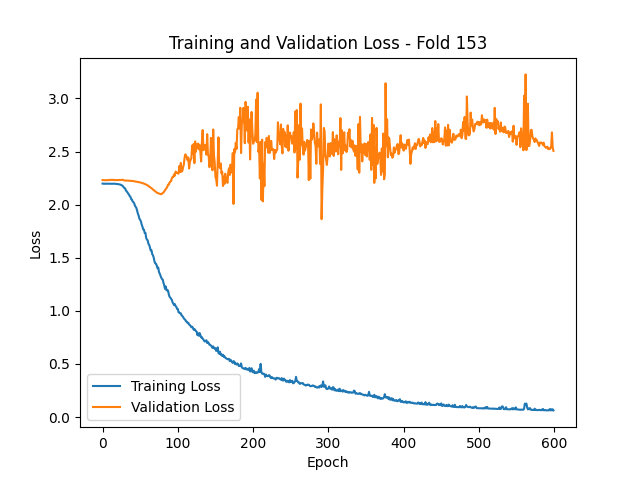 Training and Validation Loss - Fold 153
Loss
3.0
2.5
2.0
1.5
1.0
0.5
0.0
Training Loss
Validation Loss
0 100 200 300 400 500 600
Epoch